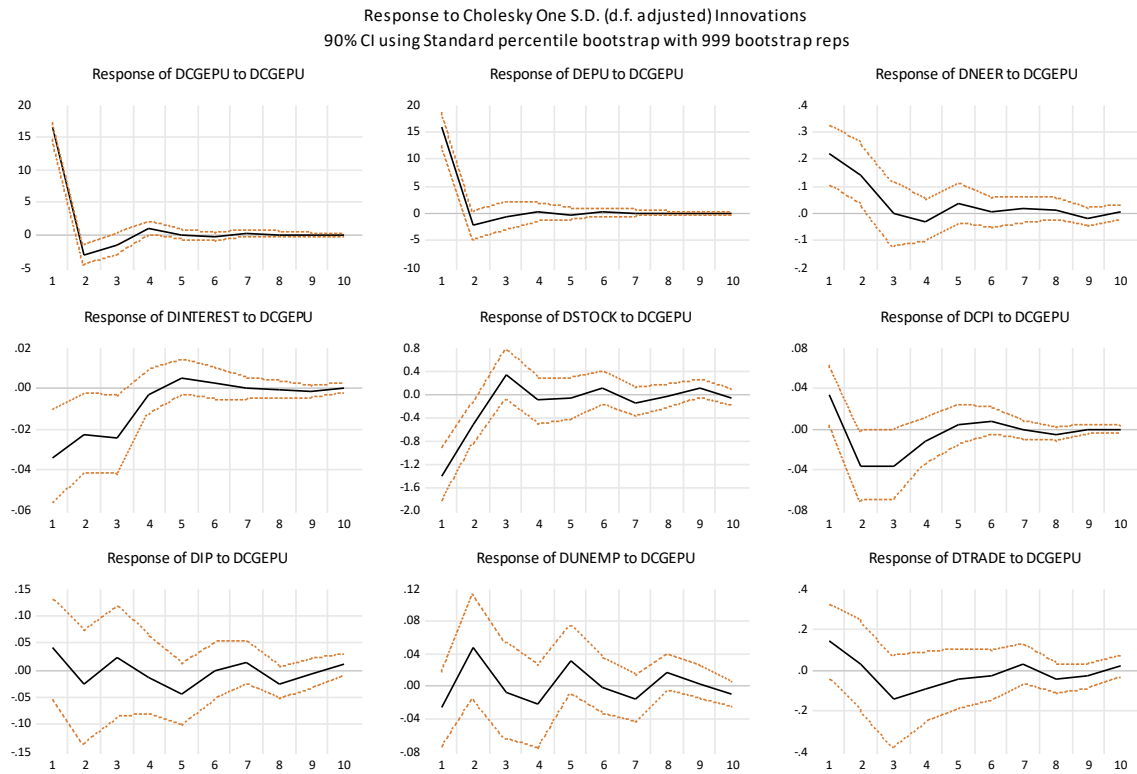 Response to Cholesky One S.D. (d.f. adjusted) Innovations
90% CI using Standard percentile bootstrap with 999 bootstrap reps
Response of DCGEPU to DCGEPU
20
15
10
5
0
-5
1 2 3 4 5 6 7 8 9 10
Response of DEPU to DCGEPU
20
15
10
5
0
-5
-10
1 2 3 4 5 6 7 8 9 10
Response of DNEER to DCGEPU
.4
.3
.2
.1
.0
-.1
-.2
1 2 3 4 5 6 7 8 9 10
Response of DINTEREST to DCGEPU
.02
.00
-.02
-.04
-.06
1 2 3 4 5 6 7 8 9 10
Response of DSTOCK to DCGEPU
0.8
0.4
0.0
-0.4
-0.8
-1.2
-1.6
-2.0
1 2 3 4 5 6 7 8 9 10
Response of DCPI to DCGEPU
.08
.04
.00
-.04
-.08
1 2 3 4 5 6 7 8 9 10
Response of DIP to DCGEPU
.15
.10
.05
.00
-.05
-.10
-.15
1 2 3 4 5 6 7 8 9 10
Response of DUNEMP to DCGEPU
.12
.08
.04
.00
-.04
-.08
1 2 3 4 5 6 7 8 9 10
Response of DTRADE to DCGEPU
.4
.2
.0
-.2
-.4
1 2 3 4 5 6 7 8 9 10